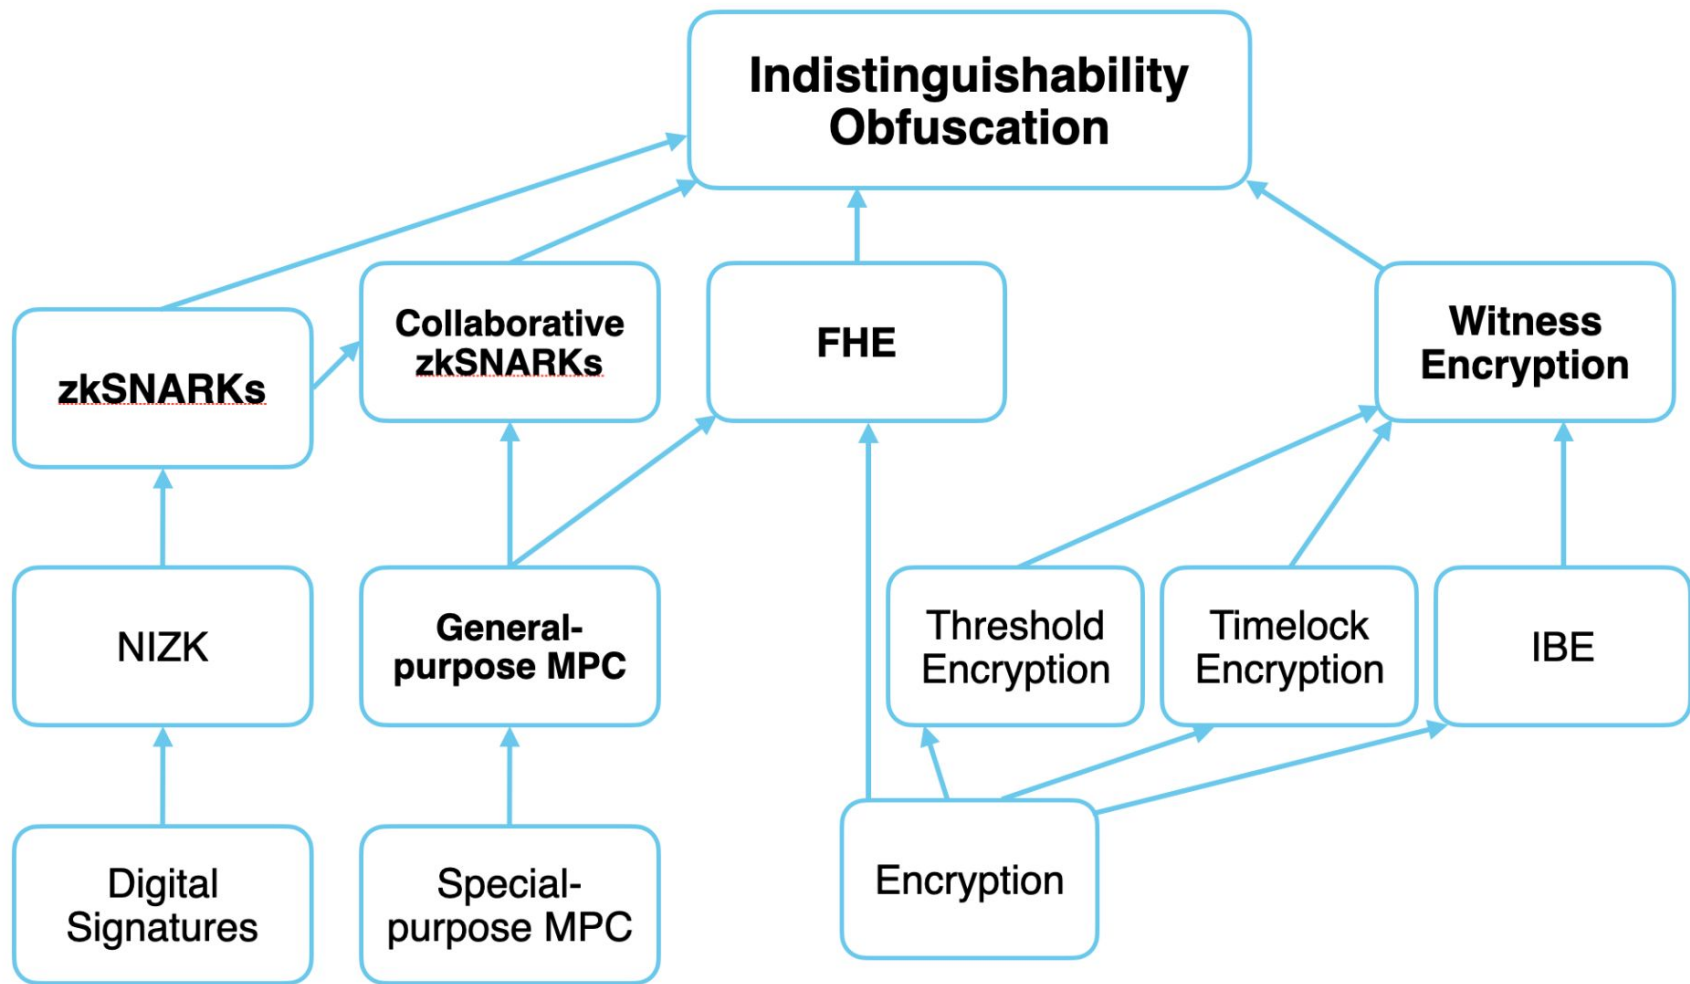 Indistinguishability
Obfuscation
zkSNARKs
Collaborative
zkSNARKs
FHE
Witness
Encryption
NIZK
General-
purpose MPC
Threshold
Encryption
Timelock
Encryption
IBE
Digital
Signatures
Special-
purpose MPC
Encryption